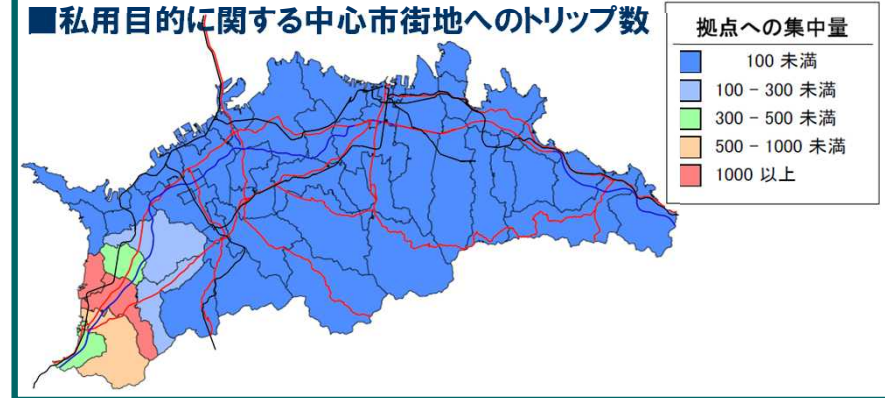 ■私用目的に関する中心市街地へのトリップ数
拠点への集中量
100 未満
100 - 300 未満
300 - 500 未満
500 - 1000 未満
1000 以上